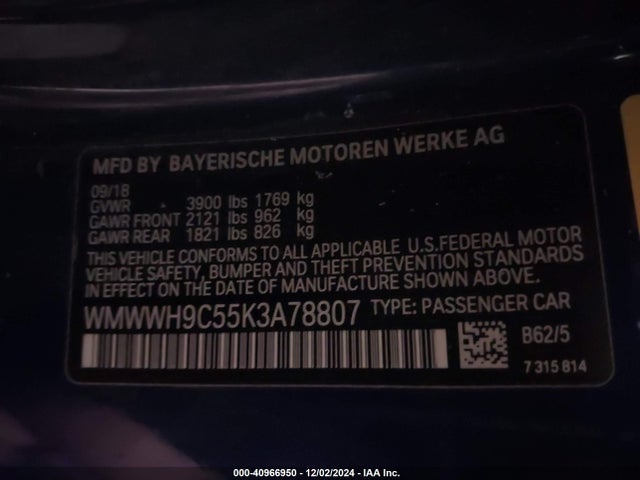 MFD BY BAYERISCHE MOTOREN WERKE AG
09/18
GVWR 3900 lbs 1769 kg
GAWR FRONT 2121 lbs 962 kg
GAWR REAR 1821 lbs 826 kg
THIS VEHICLE CONFORMS TO ALL APPLICABLE U.S.FEDERAL MOTOR
VEHICLE SAFETY, BUMPER AND THEFT PREVENTION STANDARDS
IN EFFECT ON THE DATE OF MANUFACTURE SHOWN ABOVE.
WMWWH9C55K3A78807 TYPE: PASSENGER CAR
B62/5
7 315 814
000-40966950 - 12/02/2024 - IAA Inc.